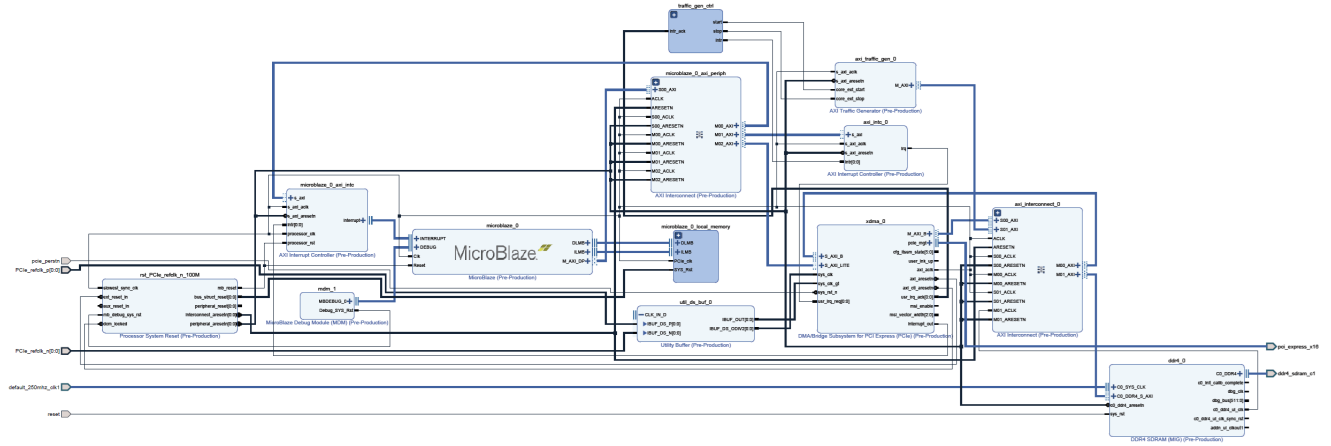 traffic_gen_ctrl
intr_ack
start
stop
intr
axi_traffic_gen_0
s_axi_aclk
s_axi_aresetn
core_ext_start
core_ext_stop
M_AXI
AXI Traffic Generator (Pre-Production)
microblaze_0_axi_periph
S00_AXI
ACLK
ARESETN
S00_ACLK
S00_ARESETN
M00_ACLK
M00_ARESETN
M01_ACLK
M01_ARESETN
M02_ACLK
M02_ARESETN
M00_AXI
M01_AXI
M02_AXI
AXI Interconnect (Pre-Production)
axi_intc_0
s_axi
s_axi_aclk
s_axi_aresetn
intr[0:0]
irq
AXI Interrupt Controller (Pre-Production)
microblaze_0_axi_intc
s_axi
s_axi_aclk
s_axi_aresetn
intr[0:0]
processor_clk
processor_rst
interrupt
AXI Interrupt Controller (Pre-Production)
microblaze_0
INTERRUPT
DEBUG
Clk
Reset
MicroBlaze
DLMB
ILMB
M_AXI_DP
MicroBlaze (Pre-Production)
microblaze_0_local_memory
DLMB
ILMB
PCIe_clk
SYS_Rst
xdma_0
S_AXI_B
S_AXI_LITE
sys_clk
sys_clk_gt
sys_rst_n
usr_irq_req[0:0]
M_AXI_B
pcie_mgt
cfg_ltssm_state[5:0]
user_lnk_up
axi_aclk
axi_aresetn
axi_ctl_aresetn
usr_irq_ack[0:0]
msi_enable
msi_vector_width[2:0]
interrupt_out
DMA/Bridge Subsystem for PCI Express (PCIe) (Pre-Production)
axi_interconnect_0
S00_AXI
S01_AXI
ACLK
ARESETN
S00_ACLK
S00_ARESETN
M00_ACLK
M00_ARESETN
S01_ACLK
S01_ARESETN
M01_ACLK
M01_ARESETN
M00_AXI
M01_AXI
AXI Interconnect (Pre-Production)
pcie_perstn
PCIe_refclk_p[0:0]
rst_PCIe_refclk_n_100M
slowest_sync_clk
ext_reset_in
aux_reset_in
mb_debug_sys_rst
dcm_locked
mb_reset
bus_struct_reset[0:0]
peripheral_reset[0:0]
interconnect_aresetn[0:0]
peripheral_aresetn[0:0]
Processor System Reset (Pre-Production)
mdm_1
MBDEBUG_0
Debug_SYS_Rst
MicroBlaze Debug Module (MDM) (Pre-Production)
util_ds_buf_0
CLK_IN_D
IBUF_DS_P[0:0]
IBUF_DS_N[0:0]
IBUF_OUT[0:0]
IBUF_DS_ODIV2[0:0]
Utility Buffer (Pre-Production)
PCIe_refclk_n[0:0]
pci_express_x16
default_250mhz_clk1
reset
ddr4_0
C0_SYS_CLK
C0_DDR4_S_AXI
c0_ddr4_aresetn
sys_rst
C0_DDR4
c0_init_calib_complete
dbg_clk
dbg_bus[511:0]
c0_ddr4_ui_clk
c0_ddr4_ui_clk_sync_rst
addn_ui_clkout1
DDR4 SDRAM (MIG) (Pre-Production)
ddr4_sdram_c1